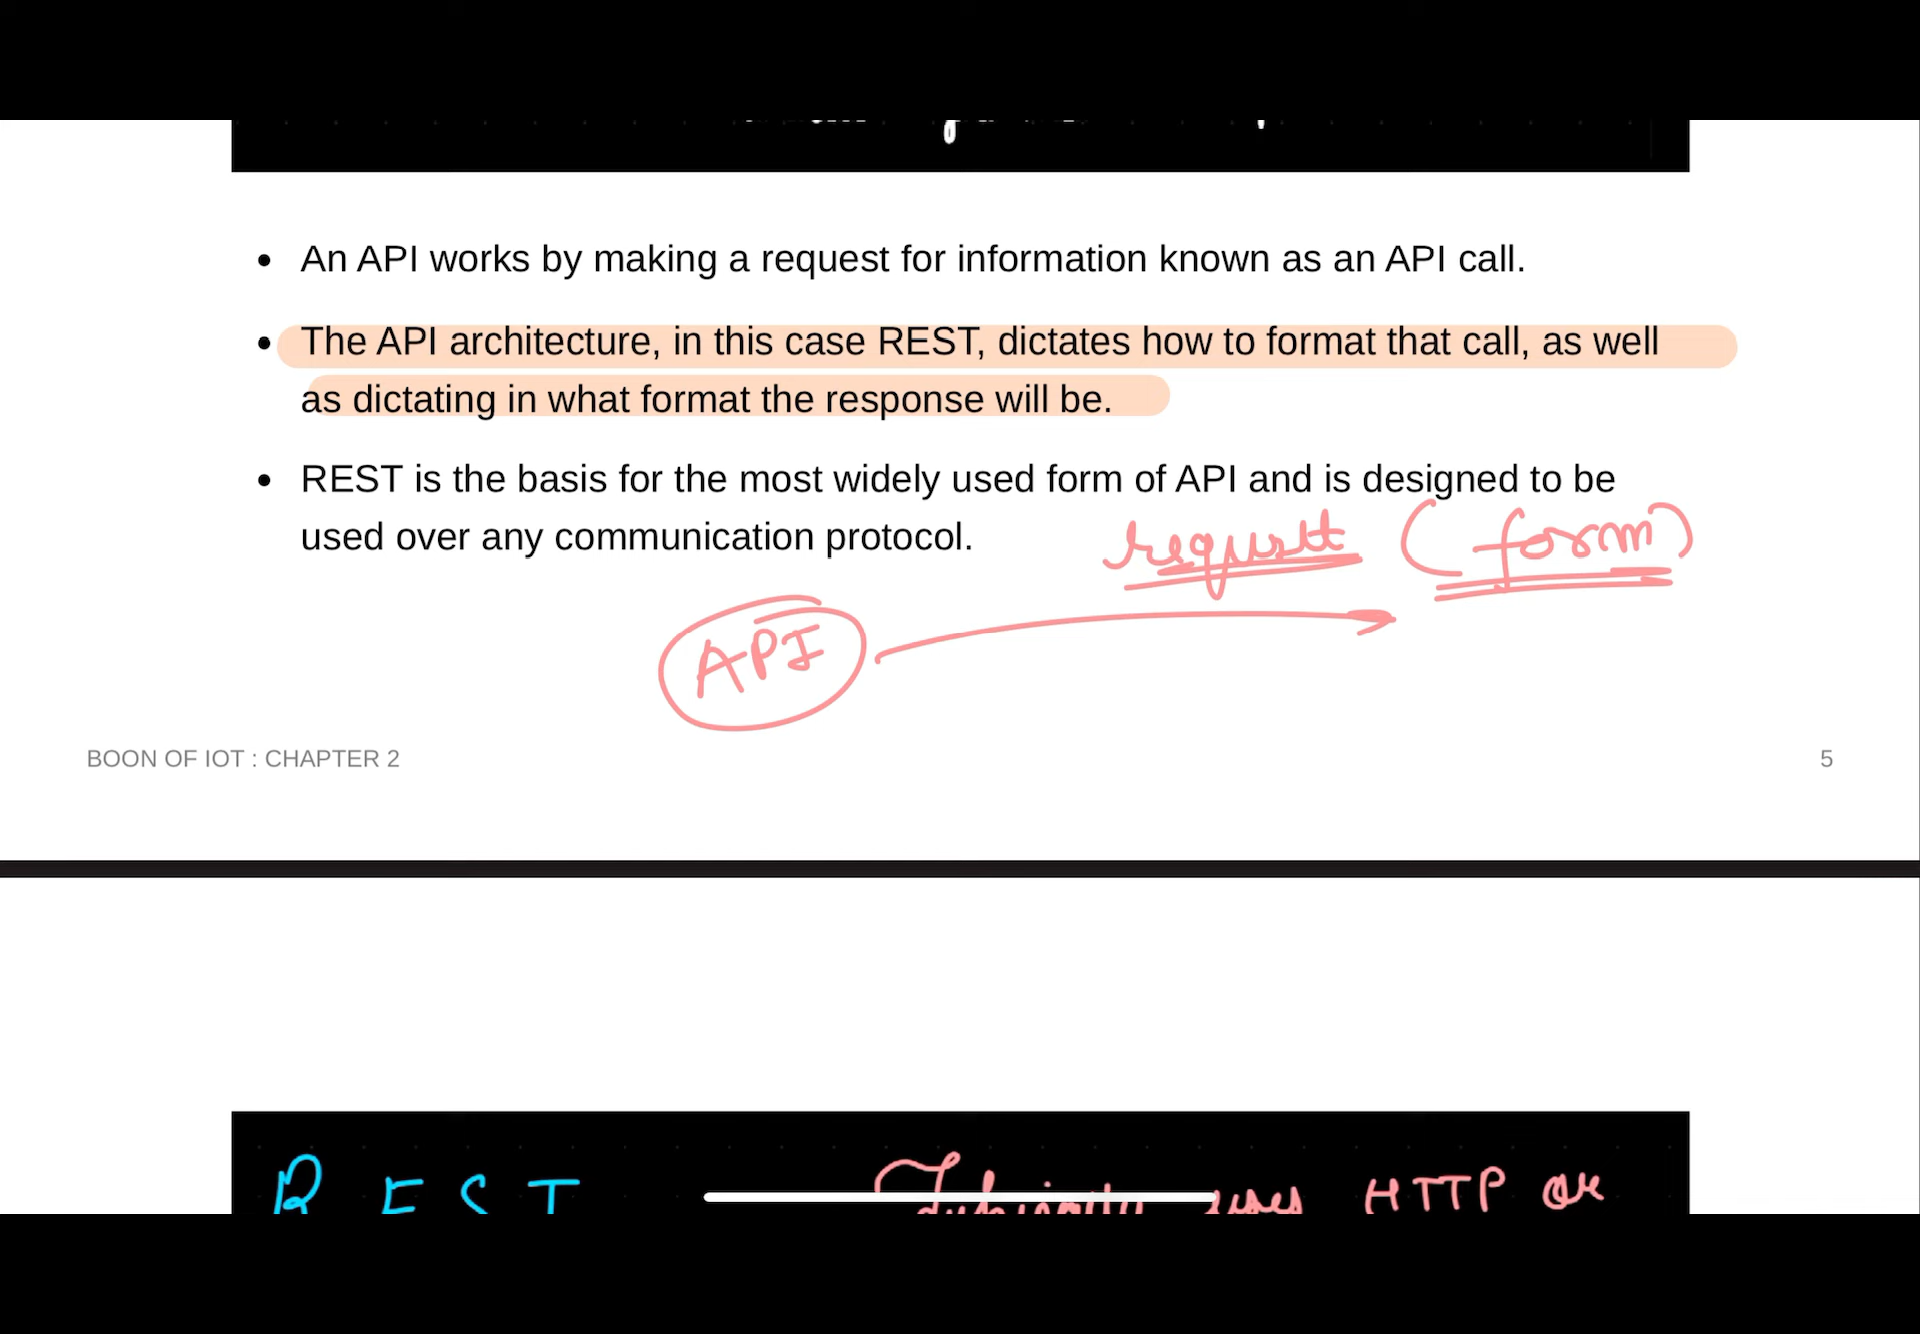 • An API works by making a request for information known as an API call.
• The API architecture, in this case REST, dictates how to format that call, as well
as dictating in what format the response will be.
• REST is the basis for the most widely used form of API and is designed to be
used over any communication protocol.
request (form)
API
BOON OF IOT : CHAPTER 2
5
REST uses HTTP or